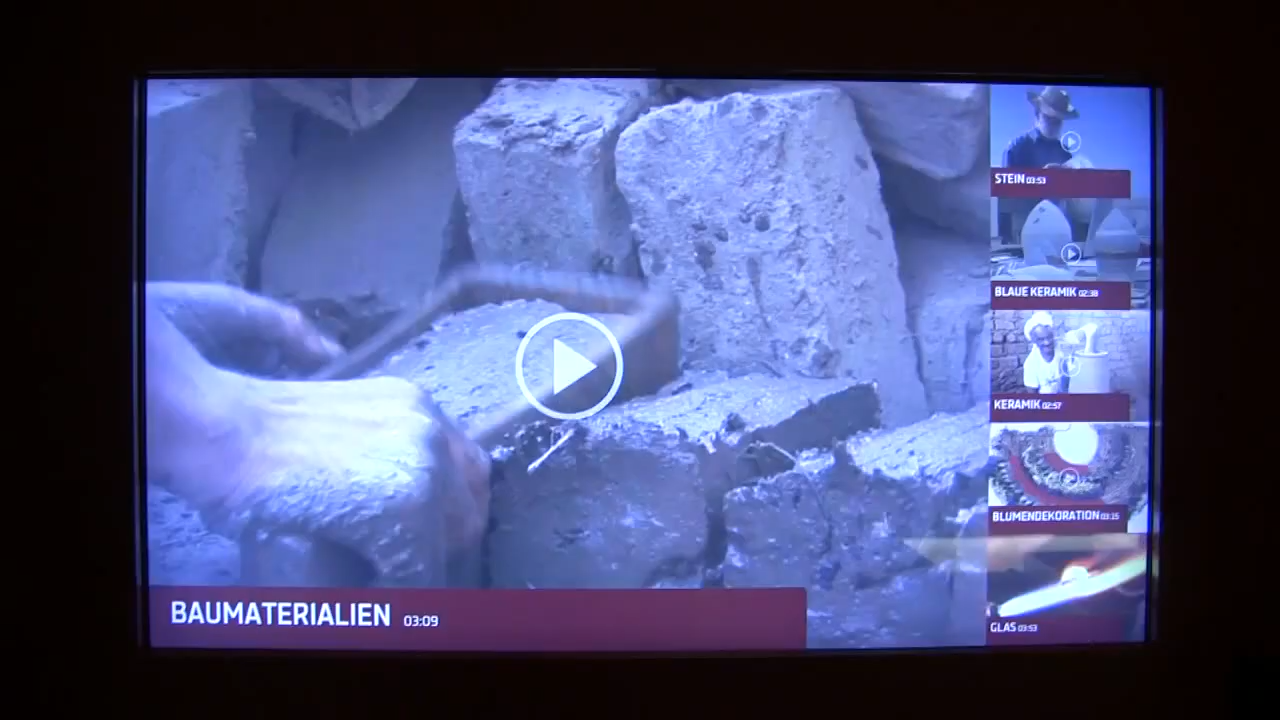 BAUMATERIALIEN 03:09
STEIN 03:53
BLAUE KERAMIK 02:38
KERAMIK 02:57
BLUMENDEKORATION 03:15
GLAS 03:53